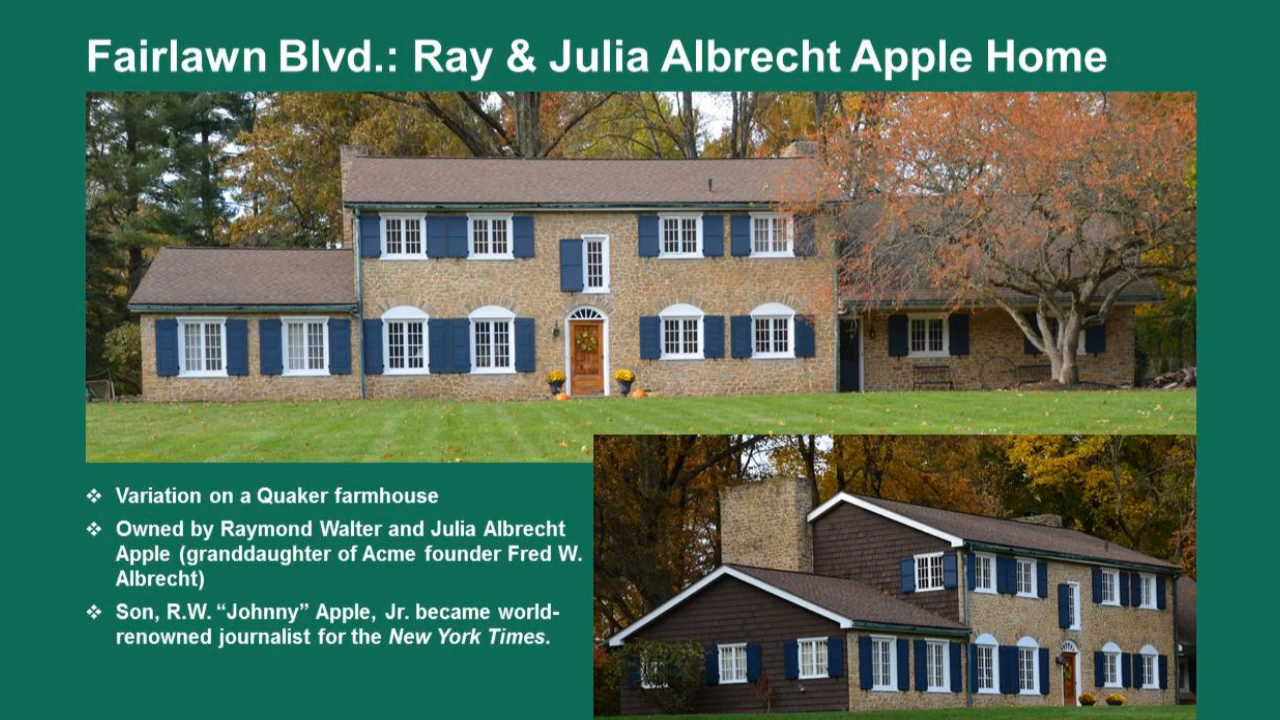 Fairlawn Blvd.: Ray & Julia Albrecht Apple Home
❖ Variation on a Quaker farmhouse
❖ Owned by Raymond Walter and Julia Albrecht
Apple (granddaughter of Acme founder Fred W.
Albrecht)
❖ Son, R.W. “Johnny” Apple, Jr. became world-
renowned journalist for the New York Times.